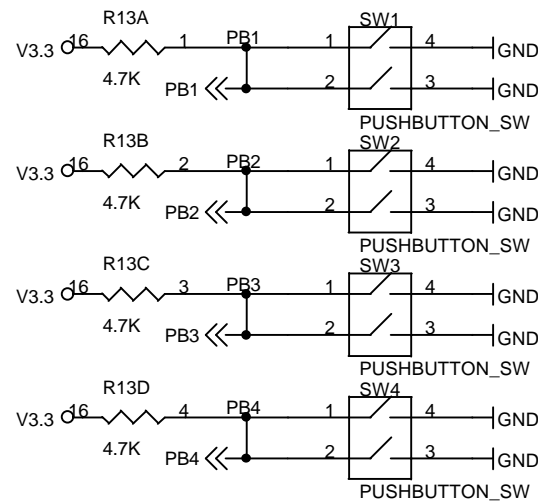 R13A SW1
V3.3 16 1 PB1 1 4 GND
4.7K PB1 2 3 GND
PUSHBUTTON_SW
R13B SW2
V3.3 16 2 PB2 1 4 GND
4.7K PB2 2 3 GND
PUSHBUTTON_SW
R13C SW3
V3.3 16 3 PB3 1 4 GND
4.7K PB3 2 3 GND
PUSHBUTTON_SW
R13D SW4
V3.3 16 4 PB4 1 4 GND
4.7K PB4 2 3 GND
PUSHBUTTON_SW